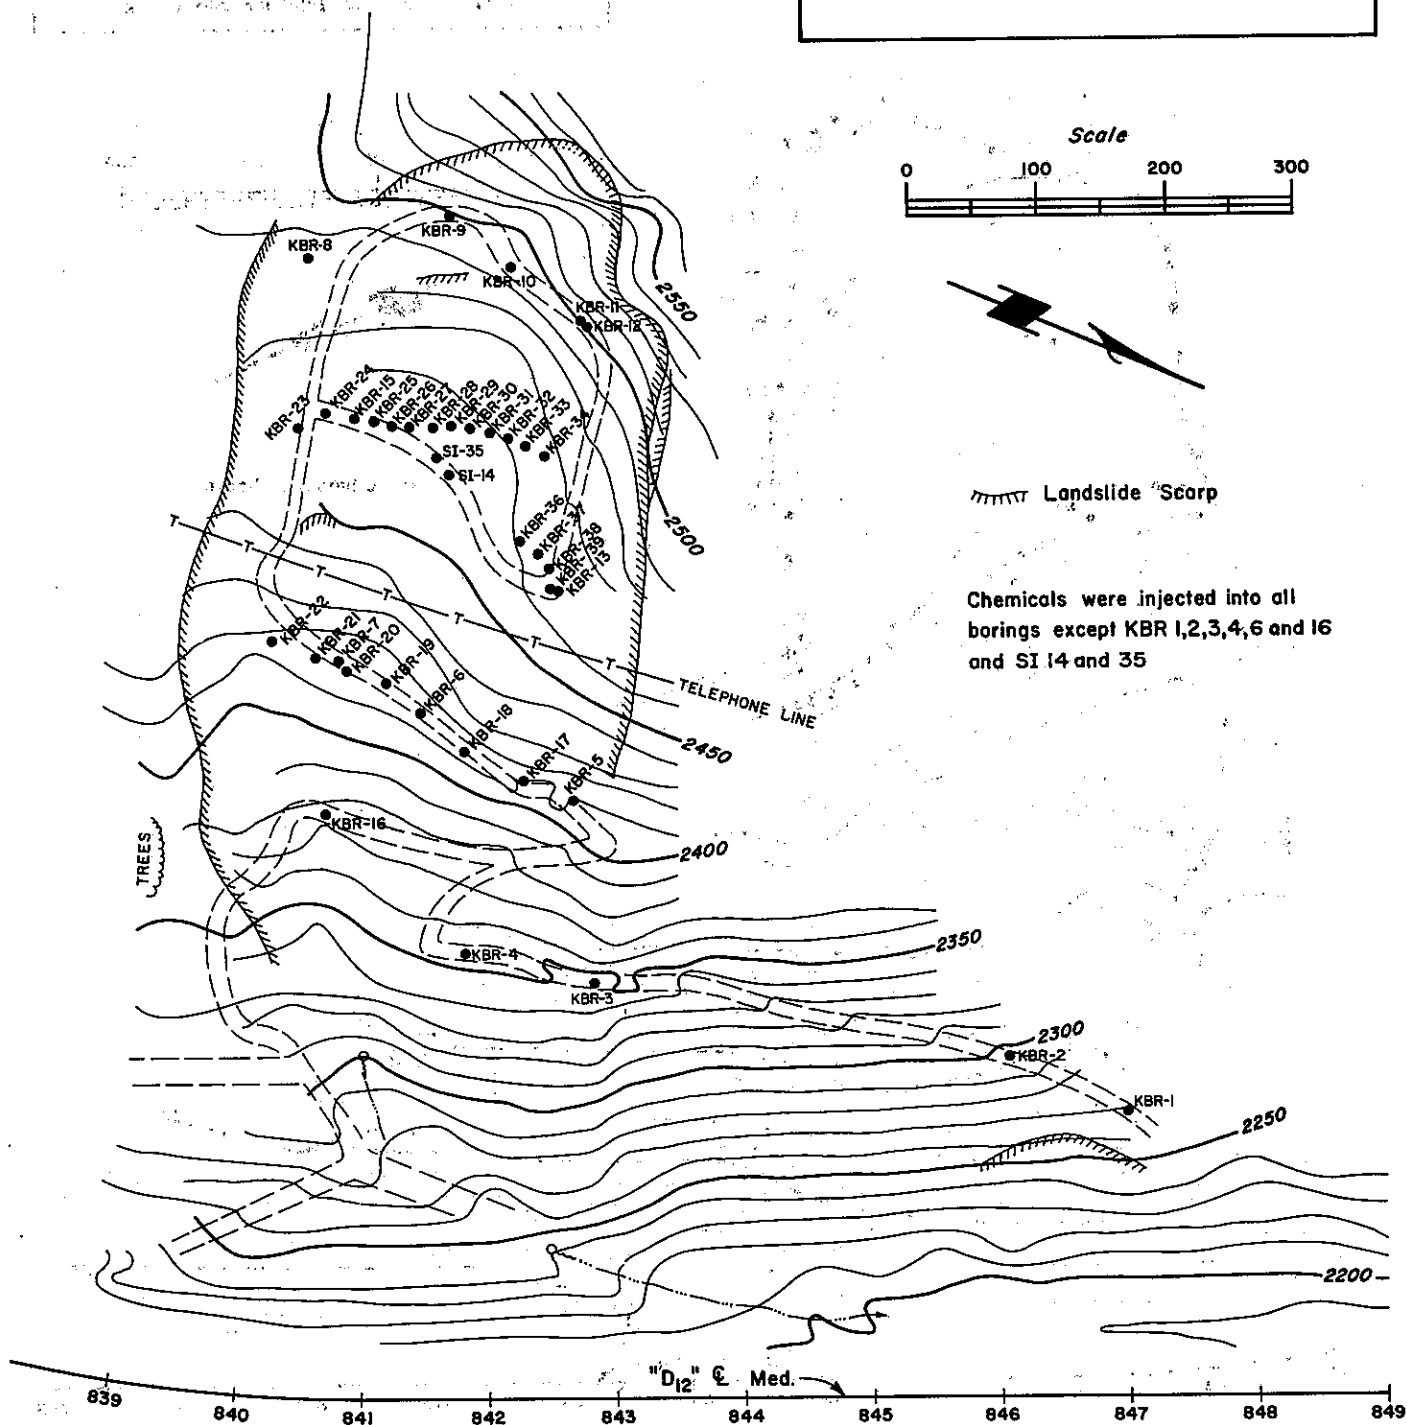 Scale
0 100 200 300
KBR-8
KBR-9
KBR-10
KBR-11
KBR-12
2550
KBR-23
KBR-24
KBR-15
KBR-25
KBR-26
KBR-27
KBR-28
KBR-29
KBR-30
KBR-31
KBR-32
KBR-33
KBR-34
SI-35
SI-14
Landslide Scarp
2500
KBR-36
KBR-37
KBR-38
KBR-39
KBR-13
T T T T T T T
Chemicals were injected into all
borings except KBR 1,2,3,4,6 and 16
and SI 14 and 35
KBR-22
KBR-21
KBR-7
KBR-20
KBR-19
KBR-6
KBR-18
KBR-17
KBR-5
TELEPHONE LINE
2450
KBR-16
TREES
2400
KBR-4
KBR-3
2350
2300
KBR-2
KBR-1
2250
2200
"D12" ℄ Med.
839 840 841 842 843 844 845 846 847 848 849